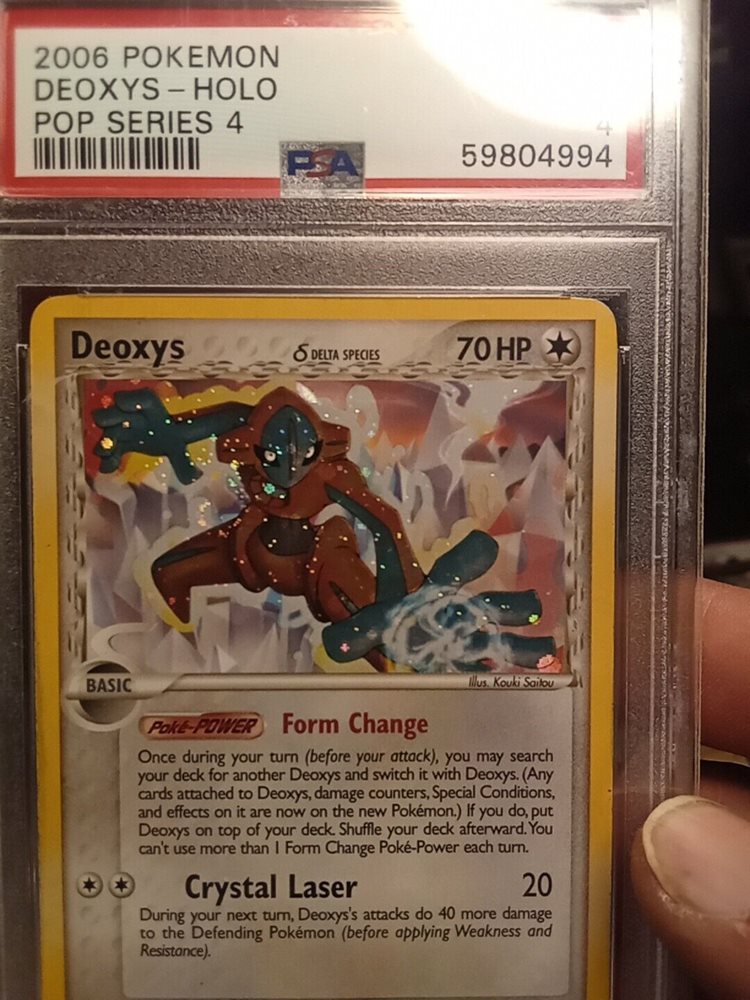 2006 POKEMON
DEOXYS - HOLO
POP SERIES 4
4
PSA
59804994
Deoxys
δ DELTA SPECIES
70 HP
BASIC
Illus. Kouki Saitou
Poké-POWER Form Change
Once during your turn (before your attack), you may search
your deck for another Deoxys and switch it with Deoxys. (Any
cards attached to Deoxys, damage counters, Special Conditions,
and effects on it are now on the new Pokémon.) If you do, put
Deoxys on top of your deck. Shuffle your deck afterward. You
can't use more than 1 Form Change Poké-Power each turn.
Crystal Laser 20
During your next turn, Deoxys's attacks do 40 more damage
to the Defending Pokémon (before applying Weakness and
Resistance).